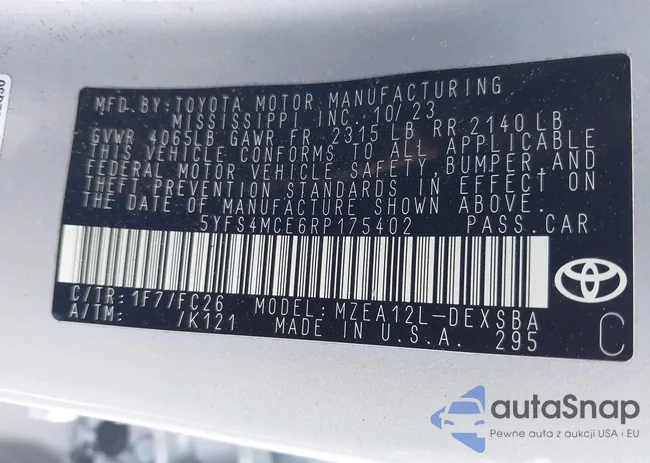 MFD.BY:TOYOTA MOTOR MANUFACTURING
MISSISSIPPI INC. 10/23
GVWR 4065LB GAWR FR 2315 LB RR 2140LB
THIS VEHICLE CONFORMS TO ALL APPLICABLE
FEDERAL MOTOR VEHICLE SAFETY,BUMPER,AND
THEFT PREVENTION STANDARDS IN EFFECT ON
THE DATE OF MANUFACTURE SHOWN ABOVE.
5YFS4MCE6RP175402 PASS.CAR
C/TR:1F7/FC26 MODEL:MZEA12L-DEXSBA
A/TM: /K121 MADE IN U.S.A. 295
C
autoSnap
Pewne auta z aukcji USA i EU